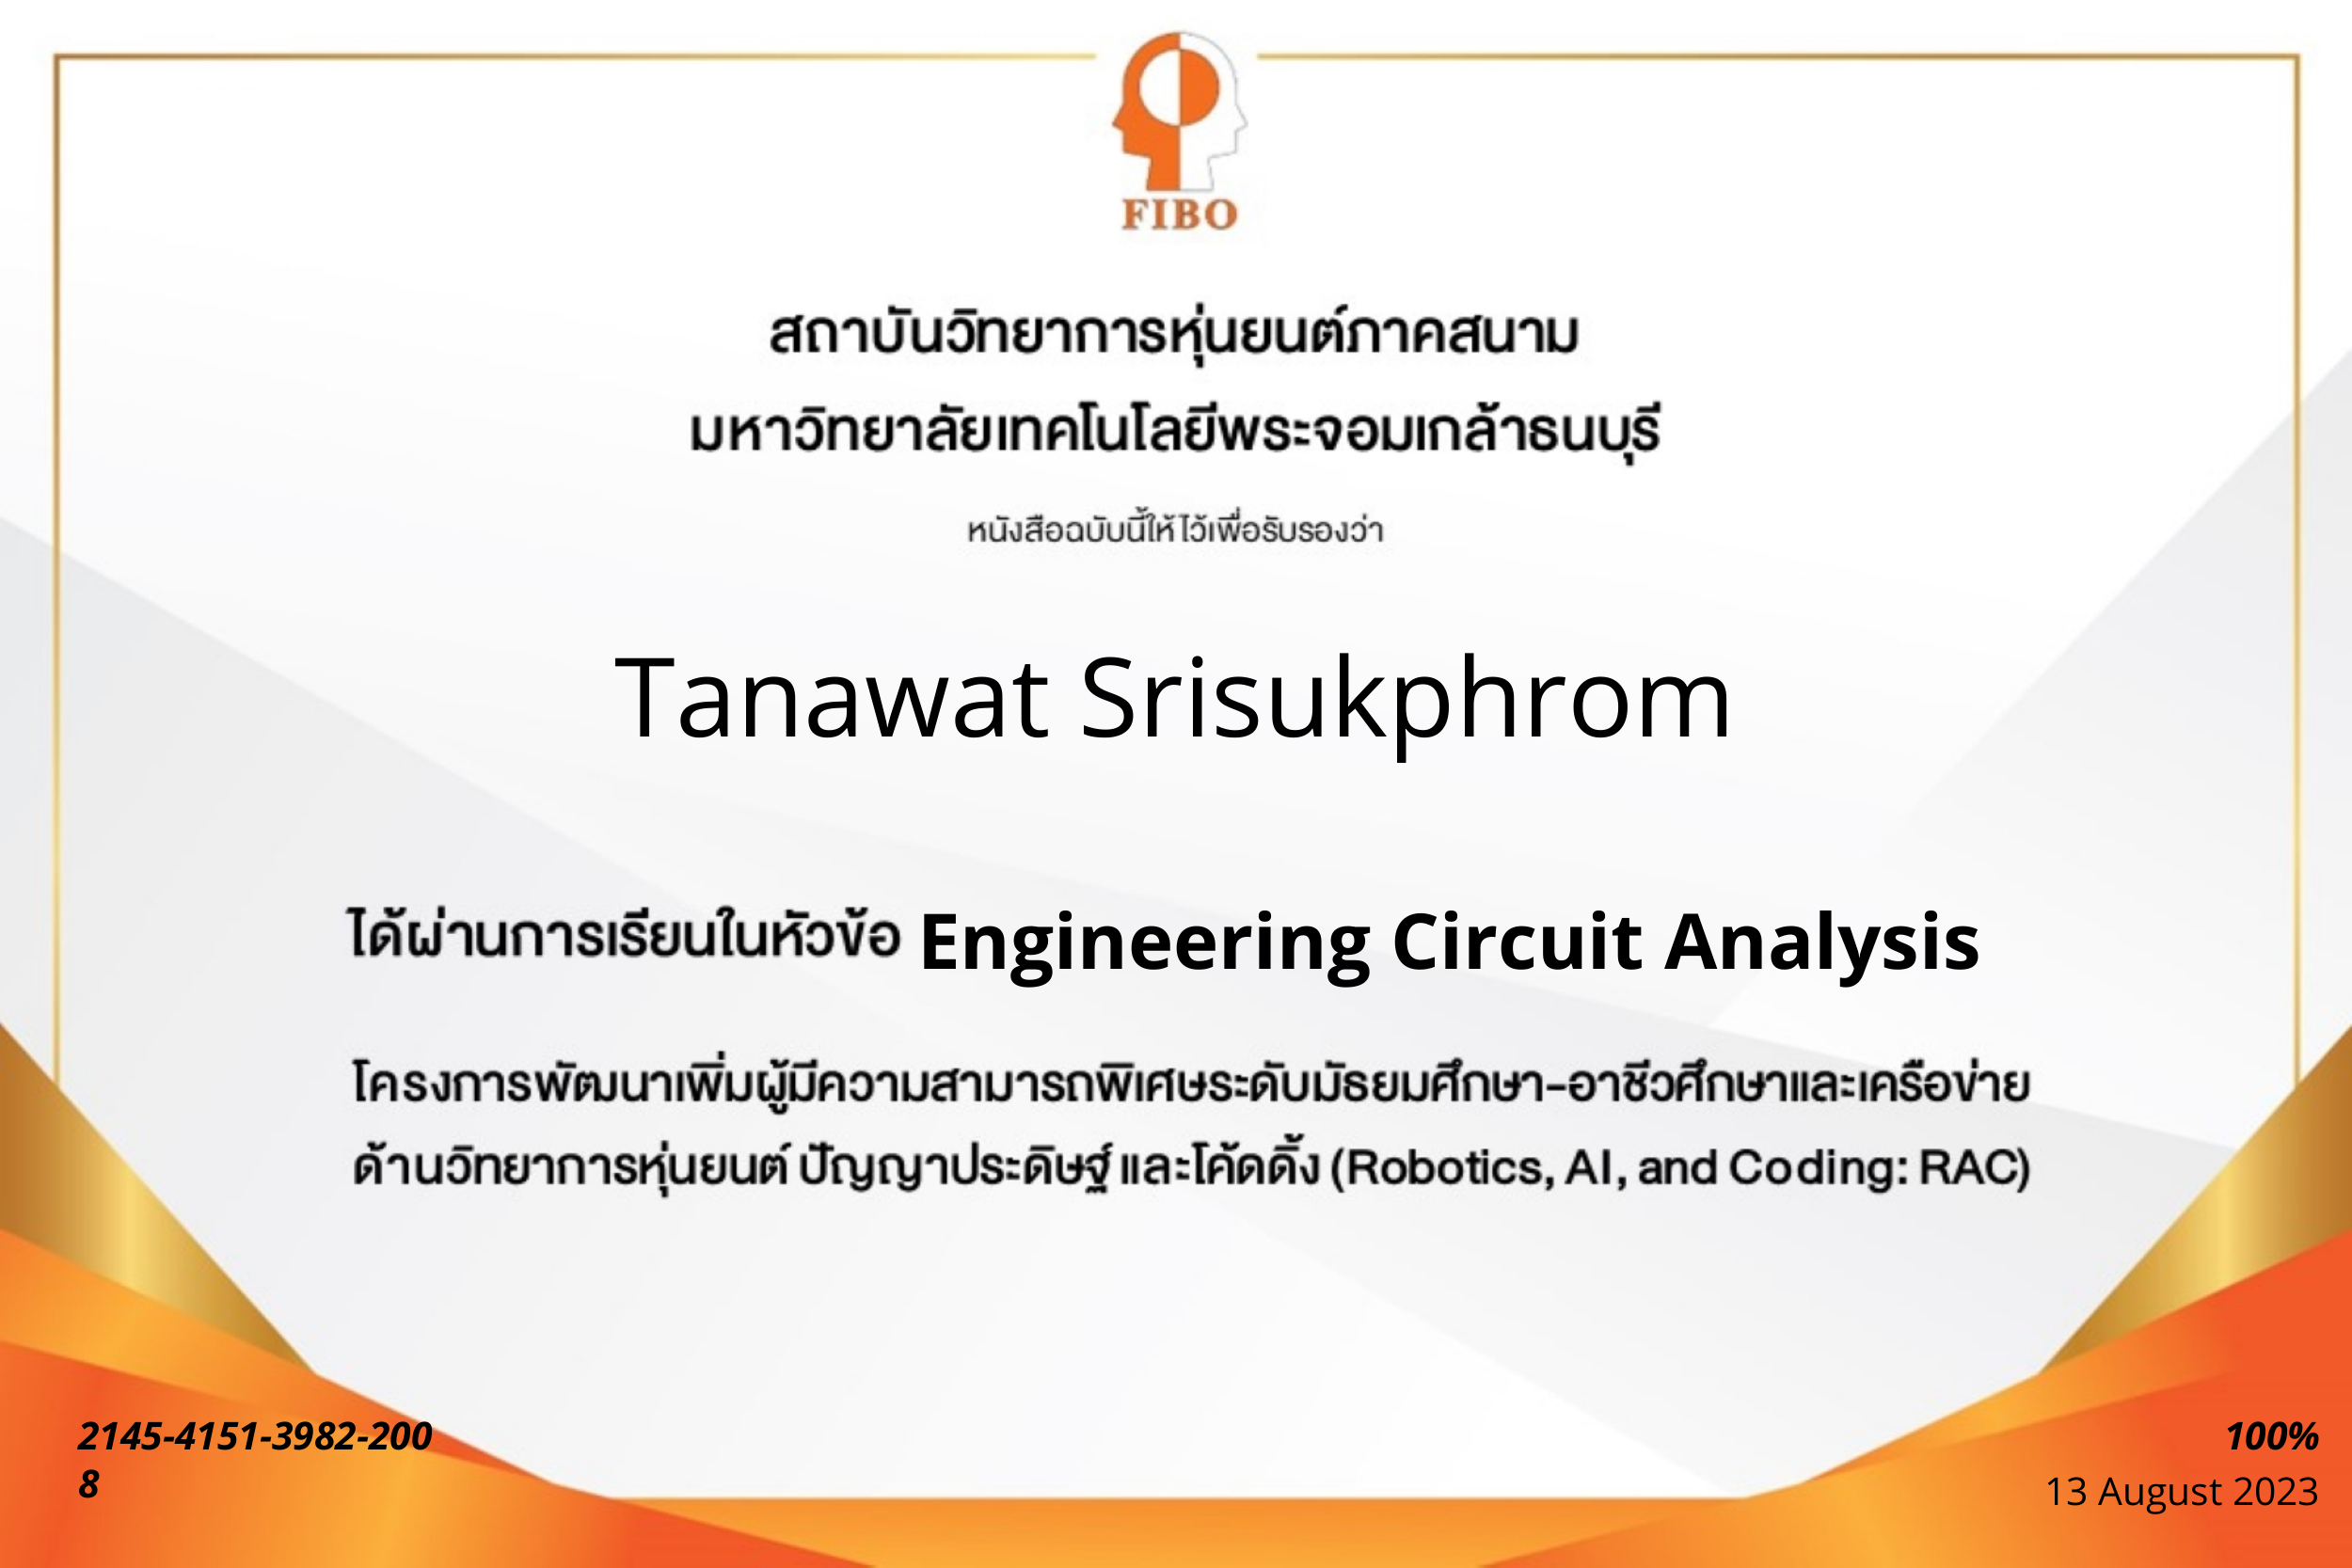 FIBO
สถาบันวิทยาการหุ่นยนต์ภาคสนาม
มหาวิทยาลัยเทคโนโลยีพระจอมเกล้าธนบุรี
หนังสือฉบับนี้ให้ไว้เพื่อรับรองว่า
Tanawat Srisukphrom
ได้ผ่านการเรียนในหัวข้อ Engineering Circuit Analysis
โครงการพัฒนาเพิ่มผู้มีความสามารถพิเศษระดับมัธยมศึกษา-อาชีวศึกษาและเครือข่าย
ด้านวิทยาการหุ่นยนต์ ปัญญาประดิษฐ์ และโค้ดดิ้ง (Robotics, AI, and Coding: RAC)
2145-4151-3982-200
8
100%
13 August 2023